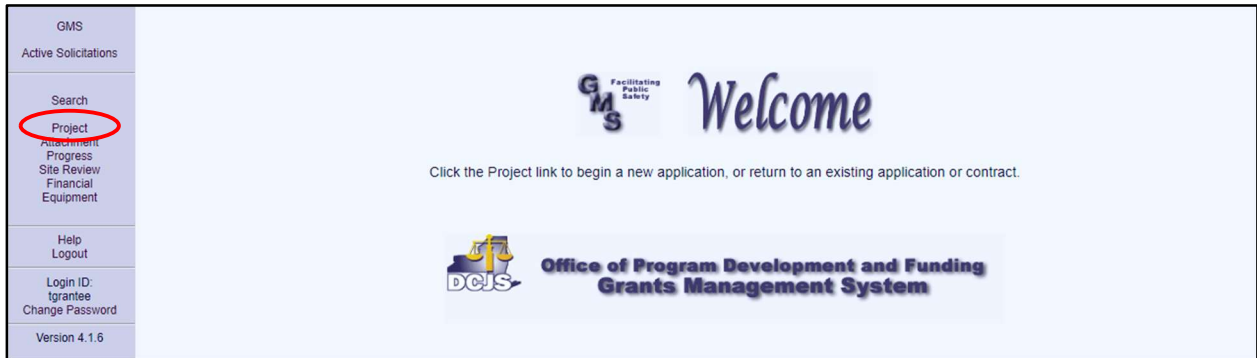 GMS
Active Solicitations
Search
Project
Attachment
Progress
Site Review
Financial
Equipment
Help
Logout
Login ID:
tgrantee
Change Password
Version 4.1.6
GMS
Facilitating
Public
Safety
Welcome
Click the Project link to begin a new application, or return to an existing application or contract.
DCJS
Office of Program Development and Funding
Grants Management System